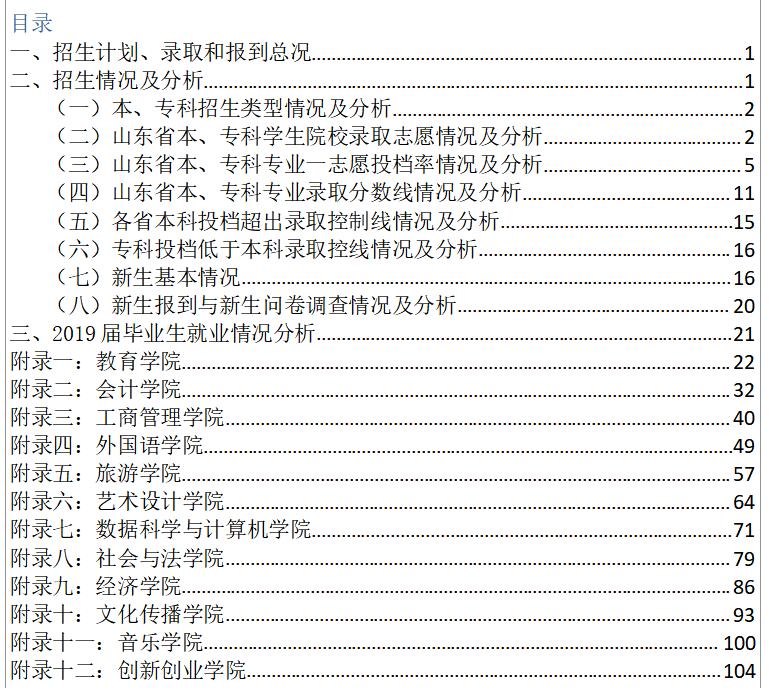 目录
一、招生计划、录取和报到总况........1
二、招生情况及分析........1
（一）本、专科招生类型情况及分析........2
（二）山东省本、专科学生院校录取志愿情况及分析........2
（三）山东省本、专科专业一志愿投档率情况及分析........5
（四）山东省本、专科专业录取分数线情况及分析........11
（五）各省本科投档超出录取控制线情况及分析........15
（六）专科投档低于本科录取控线情况及分析........16
（七）新生基本情况........16
（八）新生报到与新生问卷调查情况及分析........20
三、2019 届毕业生就业情况分析........21
附录一：教育学院........22
附录二：会计学院........32
附录三：工商管理学院........40
附录四：外国语学院........49
附录五：旅游学院........57
附录六：艺术设计学院........64
附录七：数据科学与计算机学院........71
附录八：社会与法学院........79
附录九：经济学院........86
附录十：文化传播学院........93
附录十一：音乐学院........100
附录十二：创新创业学院........104